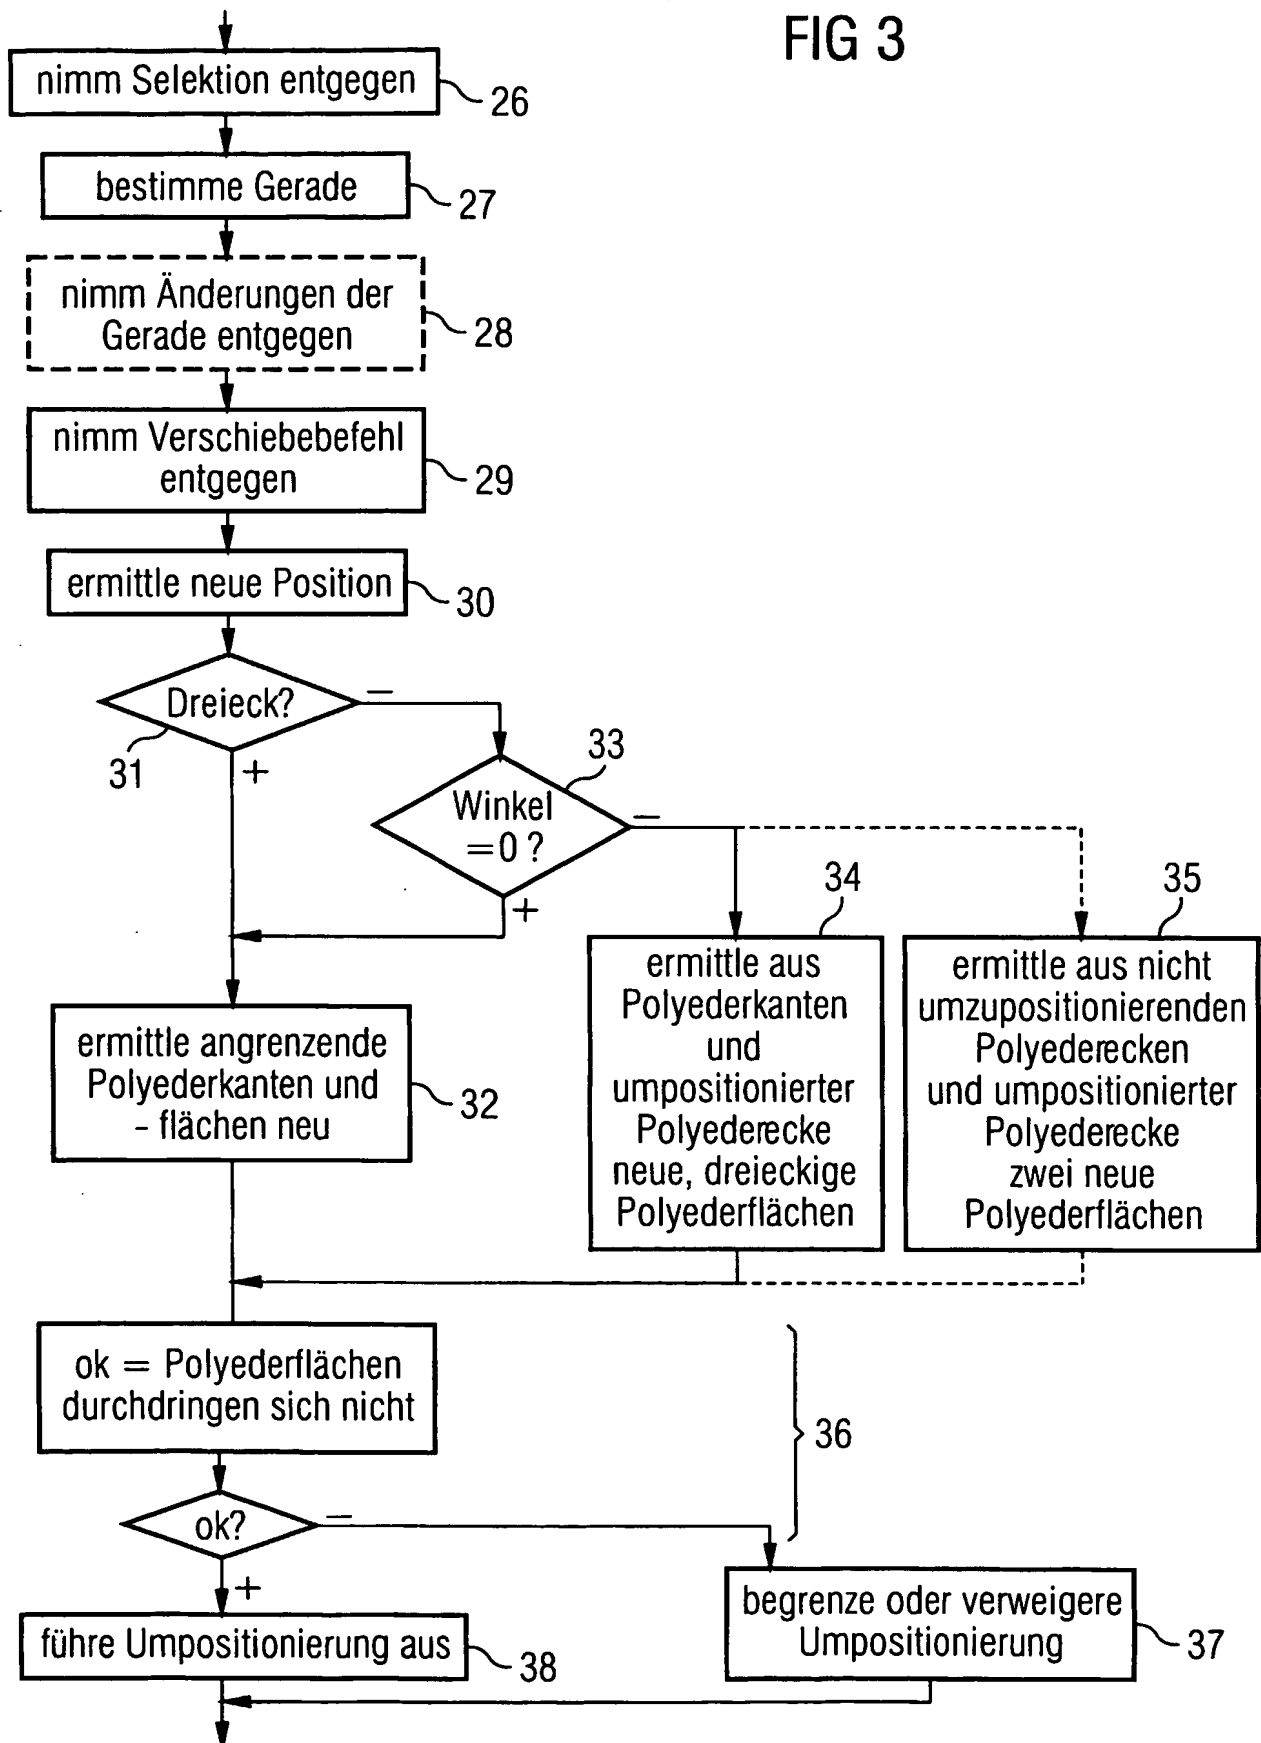 FIG 3
nimm Selektion entgegen
26
bestimme Gerade
27
nimm Änderungen der
Gerade entgegen
28
nimm Verschiebebefehl
entgegen
29
ermittle neue Position
30
Dreieck?
–
31
+
33
Winkel
=0 ?
–
+
34
35
ermittle aus
Polyederkanten
und
umpositionierter
Polyederecke
neue, dreieckige
Polyederflächen
ermittle aus nicht
umzupositionierenden
Polyederecken
und umpositionierter
Polyederecke
zwei neue
Polyederflächen
ermittle angrenzende
Polyederkanten und
- flächen neu
32
ok = Polyederflächen
durchdringen sich nicht
36
ok?
–
+
begrenze oder verweigere
Umpositionierung
37
führe Umpositionierung aus
38